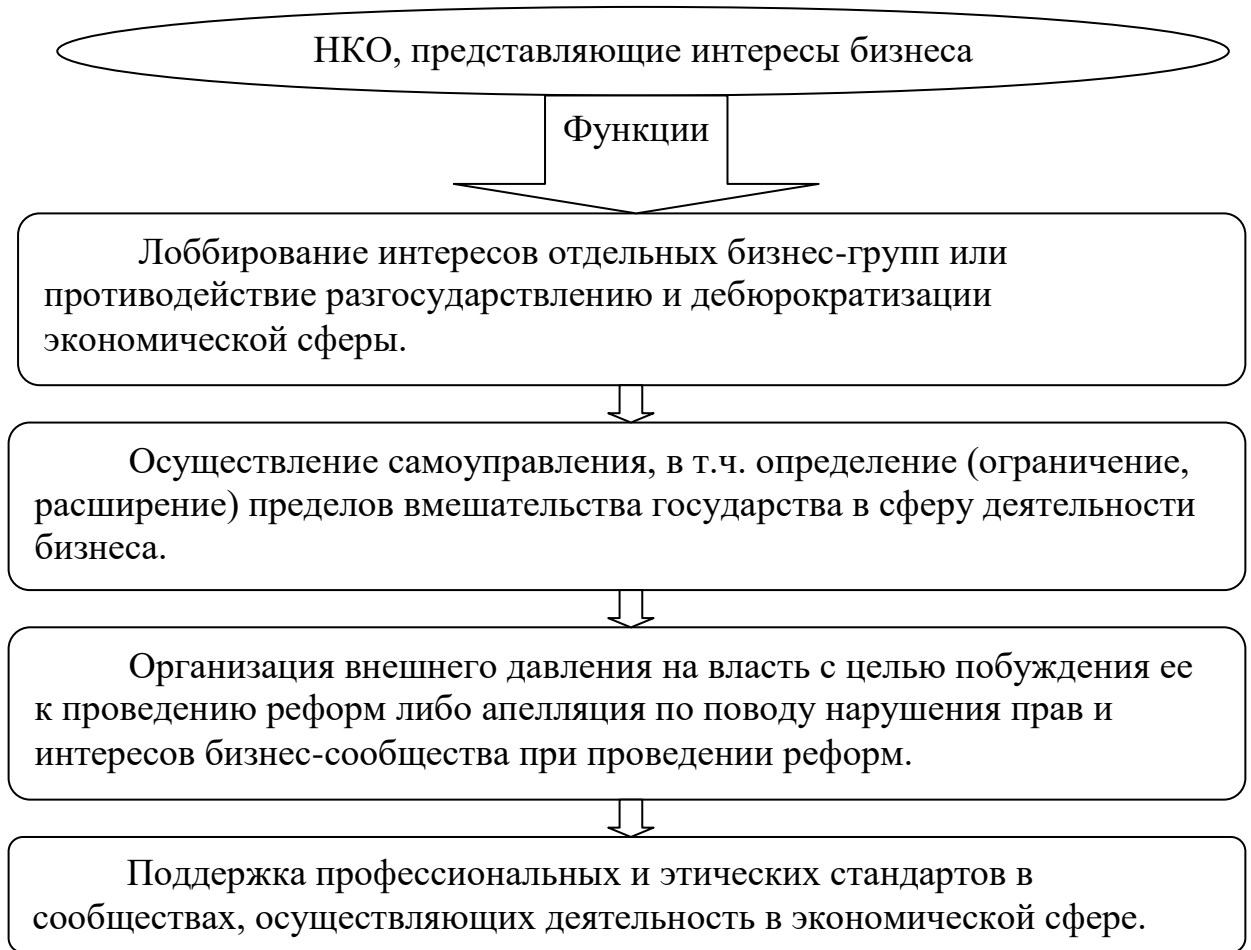 НКО, представляющие интересы бизнеса
Функции
Лоббирование интересов отдельных бизнес-групп или
противодействие разгосударствлению и дебюрократизации
экономической сферы.
Осуществление самоуправления, в т.ч. определение (ограничение,
расширение) пределов вмешательства государства в сферу деятельности
бизнеса.
Организация внешнего давления на власть с целью побуждения ее
к проведению реформ либо апелляция по поводу нарушения прав и
интересов бизнес-сообщества при проведении реформ.
Поддержка профессиональных и этических стандартов в
сообществах, осуществляющих деятельность в экономической сфере.